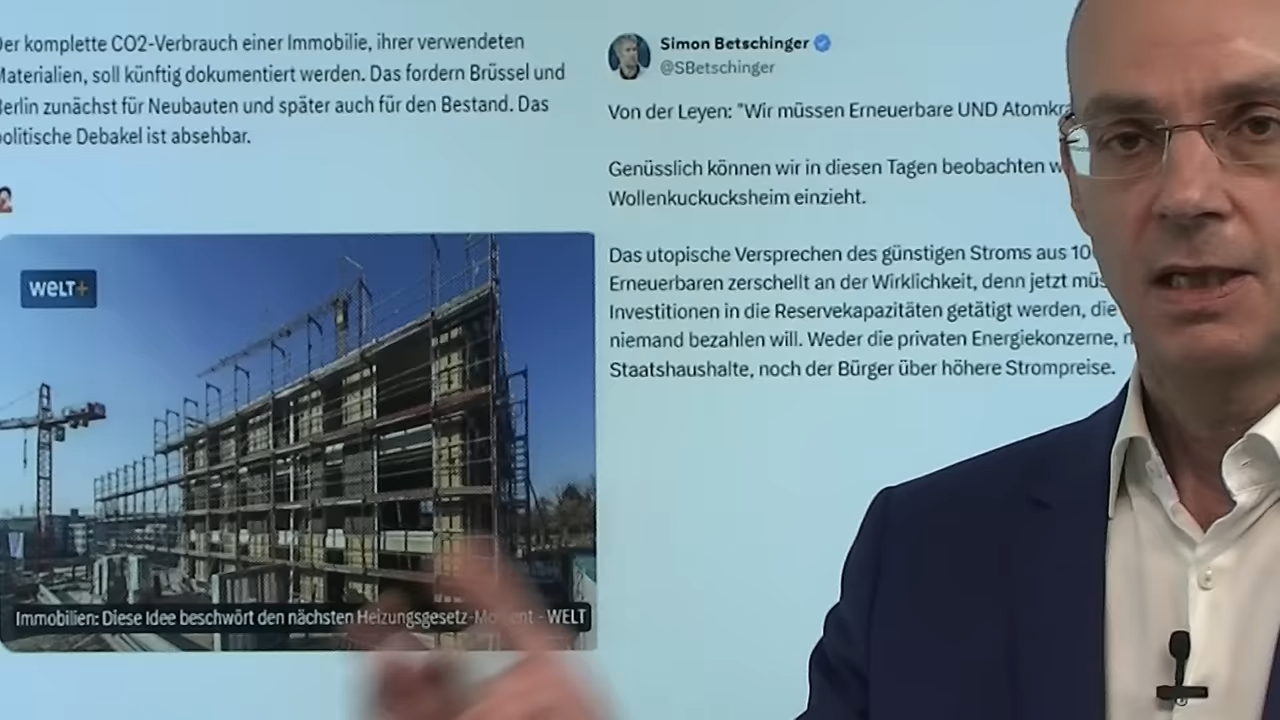 Der komplette CO2-Verbrauch einer Immobilie, ihrer verwendeten
Materialien, soll künftig dokumentiert werden. Das fordern Brüssel und
Berlin zunächst für Neubauten und später auch für den Bestand. Das
politische Debakel ist absehbar.
WELT+
Immobilien: Diese Idee beschwört den nächsten Heizungsgesetz-Moment - WELT
Simon Betschinger
@SBetschinger
Von der Leyen: "Wir müssen Erneuerbare UND Atomkra
Genüsslich können wir in diesen Tagen beobachten w
Wollenkuckucksheim einzieht.
Das utopische Versprechen des günstigen Stroms aus 10
Erneuerbaren zerschellt an der Wirklichkeit, denn jetzt müs
Investitionen in die Reservekapazitäten getätigt werden, die
niemand bezahlen will. Weder die privaten Energiekonzerne, n
Staatshaushalte, noch der Bürger über höhere Strompreise.